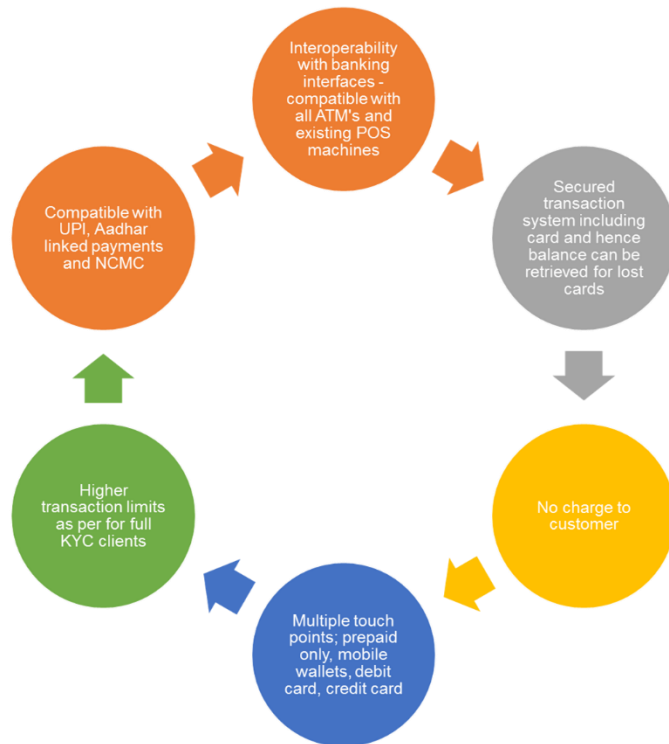 Interoperability
with banking
interfaces -
compatible with
all ATM's and
existing POS
machines
Secured
transaction
system including
card and hence
balance can be
retrieved for lost
cards
No charge to
customer
Multiple touch
points; prepaid
only, mobile
wallets, debit
card, credit card
Higher
transaction limits
as per for full
KYC clients
Compatible with
UPI, Aadhar
linked payments
and NCMC